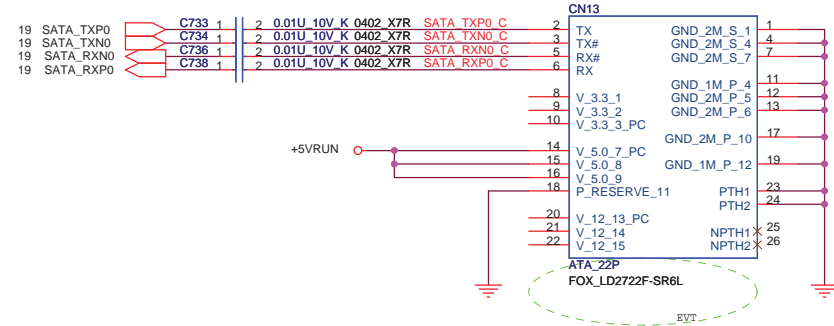 CN13
19 SATA_TXP0 C733 1 2 0.01U_10V_K 0402_X7R SATA_TXP0_C 2 TX GND_2M_S_1 1
19 SATA_TXN0 C734 1 2 0.01U_10V_K 0402_X7R SATA_TXN0_C 3 TX# GND_2M_S_4 4
19 SATA_RXN0 C736 1 2 0.01U_10V_K 0402_X7R SATA_RXN0_C 5 RX# GND_2M_S_7 7
19 SATA_RXP0 C738 1 2 0.01U_10V_K 0402_X7R SATA_RXP0_C 6 RX
GND_1M_P_4 11
8 V_3.3_1 GND_2M_P_5 12
9 V_3.3_2 GND_2M_P_6 13
10 V_3.3_3_PC
GND_2M_P_10 17
+5VRUN 14 V_5.0_7_PC
15 V_5.0_8 GND_1M_P_12 19
16 V_5.0_9
18 P_RESERVE_11 PTH1 23
PTH2 24
20 V_12_13_PC
21 V_12_14 NPTH1 25
22 V_12_15 NPTH2 26
ATA_22P
FOX_LD2722F-SR6L
EVT